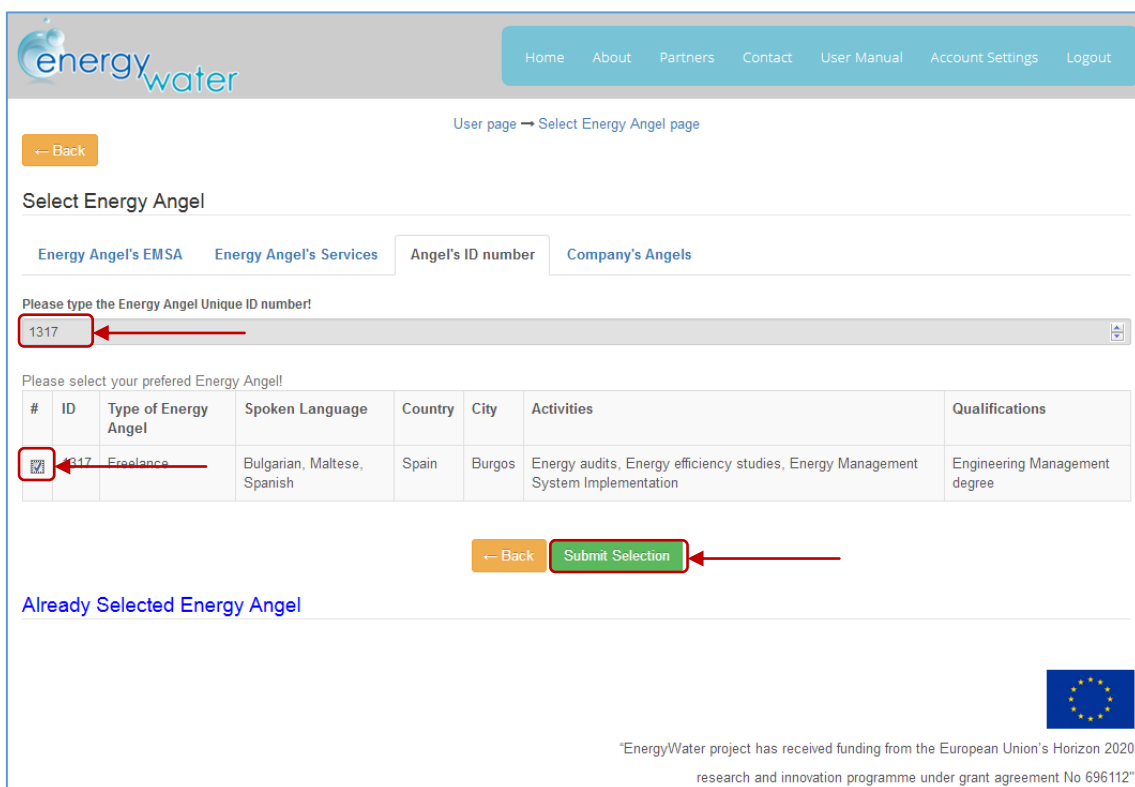 energy water
Home About Partners Contact User Manual Account Settings Logout
User page → Select Energy Angel page
← Back
Select Energy Angel
Energy Angel's EMSA Energy Angel's Services Angel's ID number Company's Angels
Please type the Energy Angel Unique ID number!
1317
Please select your prefered Energy Angel!
# ID Type of Energy Angel Spoken Language Country City Activities Qualifications
1317 Freelance Bulgarian, Maltese, Spanish Spain Burgos Energy audits, Energy efficiency studies, Energy Management System Implementation Engineering Management degree
← Back Submit Selection
Already Selected Energy Angel
"EnergyWater project has received funding from the European Union's Horizon 2020
research and innovation programme under grant agreement No 696112"